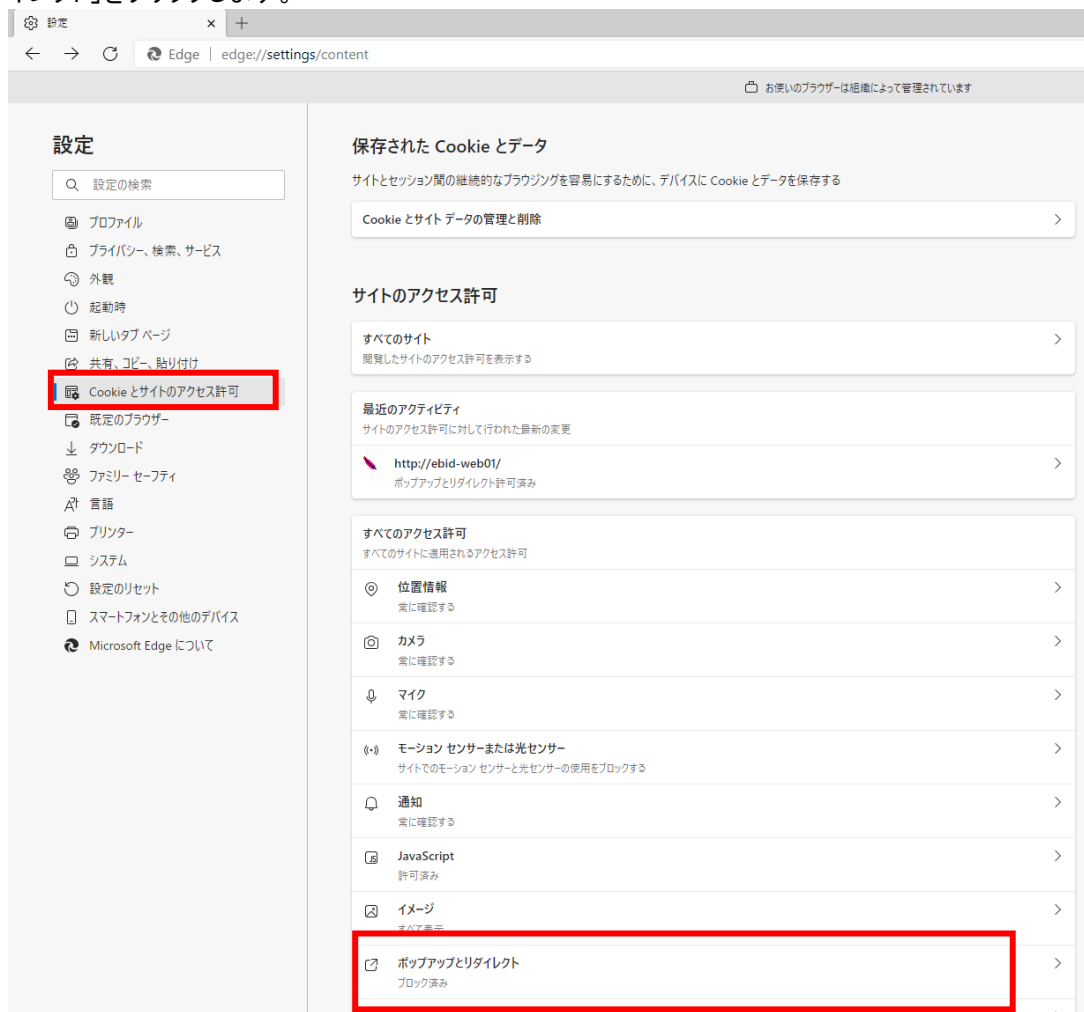 設定
Edge | edge://settings/content
お使いのブラウザーは組織によって管理されています
設定
設定の検索
プロファイル
プライバシー、検索、サービス
外観
起動時
新しいタブ ページ
共有、コピー、貼り付け
Cookie とサイトのアクセス許可
既定のブラウザー
ダウンロード
ファミリー セーフティ
言語
プリンター
システム
設定のリセット
スマートフォンとその他のデバイス
Microsoft Edge について
保存された Cookie とデータ
サイトとセッション間の継続的なブラウジングを容易にするために、デバイスに Cookie とデータを保存する
Cookie とサイト データの管理と削除
サイトのアクセス許可
すべてのサイト
閲覧したサイトのアクセス許可を表示する
最近のアクティビティ
サイトのアクセス許可に対して行われた最新の変更
http://ebid-web01/
ポップアップとリダイレクト許可済み
すべてのアクセス許可
すべてのサイトに適用されるアクセス許可
位置情報
常に確認する
カメラ
常に確認する
マイク
常に確認する
モーション センサーまたは光センサー
サイトでのモーション センサーと光センサーの使用をブロックする
通知
常に確認する
JavaScript
許可済み
イメージ
すべて表示
ポップアップとリダイレクト
ブロック済み